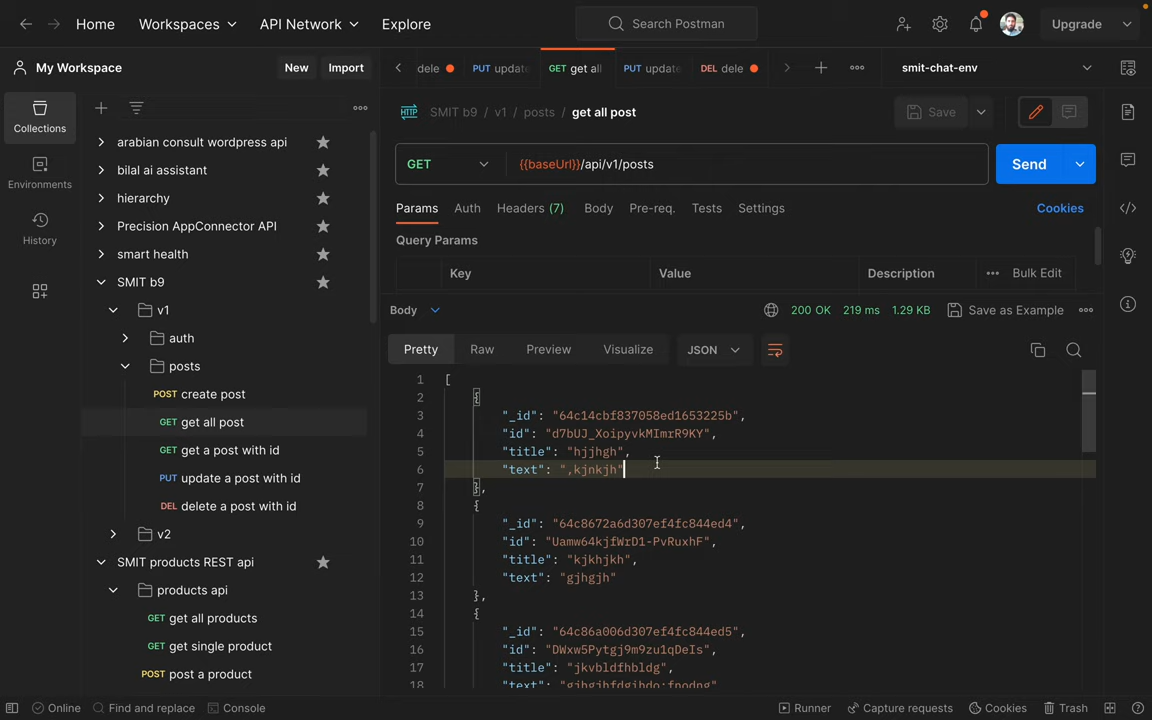 Home Workspaces API Network Explore Search Postman Upgrade
My Workspace New Import
dele PUT update GET get all PUT update DEL dele smit-chat-env
Collections
Environments
History
arabian consult wordpress api
bilal ai assistant
hierarchy
Precision AppConnector API
smart health
SMIT b9
v1
auth
posts
POST create post
GET get all post
GET get a post with id
PUT update a post with id
DEL delete a post with id
v2
SMIT products REST api
products api
GET get all products
GET get single product
POST post a product
HTTP SMIT b9 / v1 / posts / get all post Save
GET {{baseUrl}}/api/v1/posts Send
Params Auth Headers (7) Body Pre-req. Tests Settings Cookies
Query Params
Key Value Description Bulk Edit
Body 200 OK 219 ms 1.29 KB Save as Example
Pretty Raw Preview Visualize JSON
1 [
2 {
3 "_id": "64c14cbf837058ed1653225b",
4 "id": "d7bUJ_XoipyvkMImrR9KY",
5 "title": "hjjhgh",
6 "text": ",kjnkjh"
7 },
8 {
9 "_id": "64c8672a6d307ef4fc844ed4",
10 "id": "Uamw64kjfWrD1-PvRuxhF",
11 "title": "kjkhjkh",
12 "text": "gjhgjh"
13 },
14 {
15 "_id": "64c86a006d307ef4fc844ed5",
16 "id": "DWxw5Pytgj9m9zu1qDeIs",
17 "title": "jkvbldfhbldg",
18 "text":
Online Find and replace Console Runner Capture requests Cookies Trash